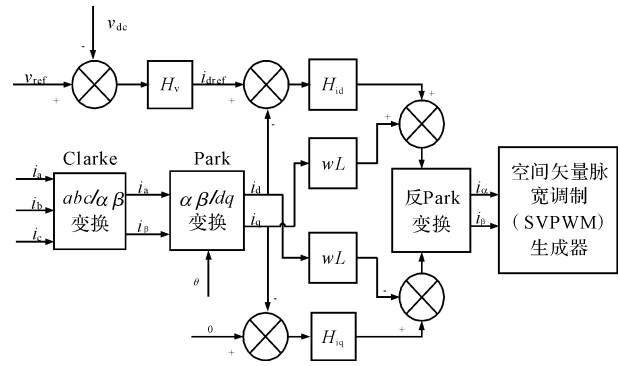 v_dc
-
v_ref
+
H_v
i_dref
+
-
H_id
+
+
Clarke
Park
i_a
i_b
i_c
abc/αβ
变换
i_a
i_β
αβ/dq
变换
i_d
i_q
wL
wL
θ
-
0
+
H_iq
-
+
反Park
变换
i_α
i_β
空间矢量脉
宽调制
(SVPWM)
生成器